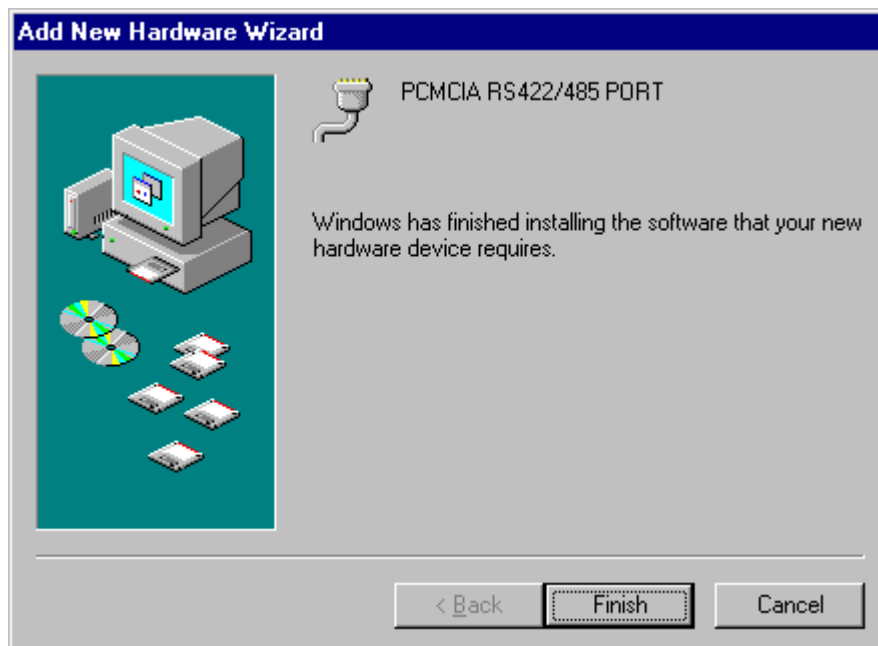 Add New Hardware Wizard
PCMCIA RS422/485 PORT
Windows has finished installing the software that your new
hardware device requires.
< Back
Finish
Cancel